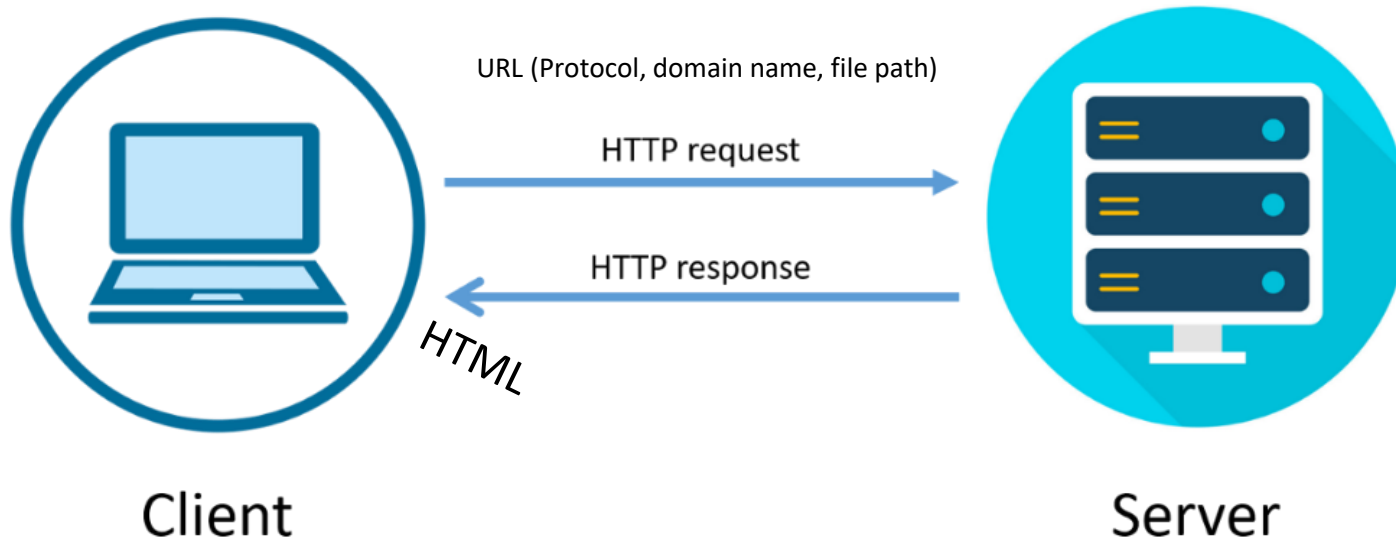 URL (Protocol, domain name, file path)
HTTP request
HTTP response
HTML
Client
Server